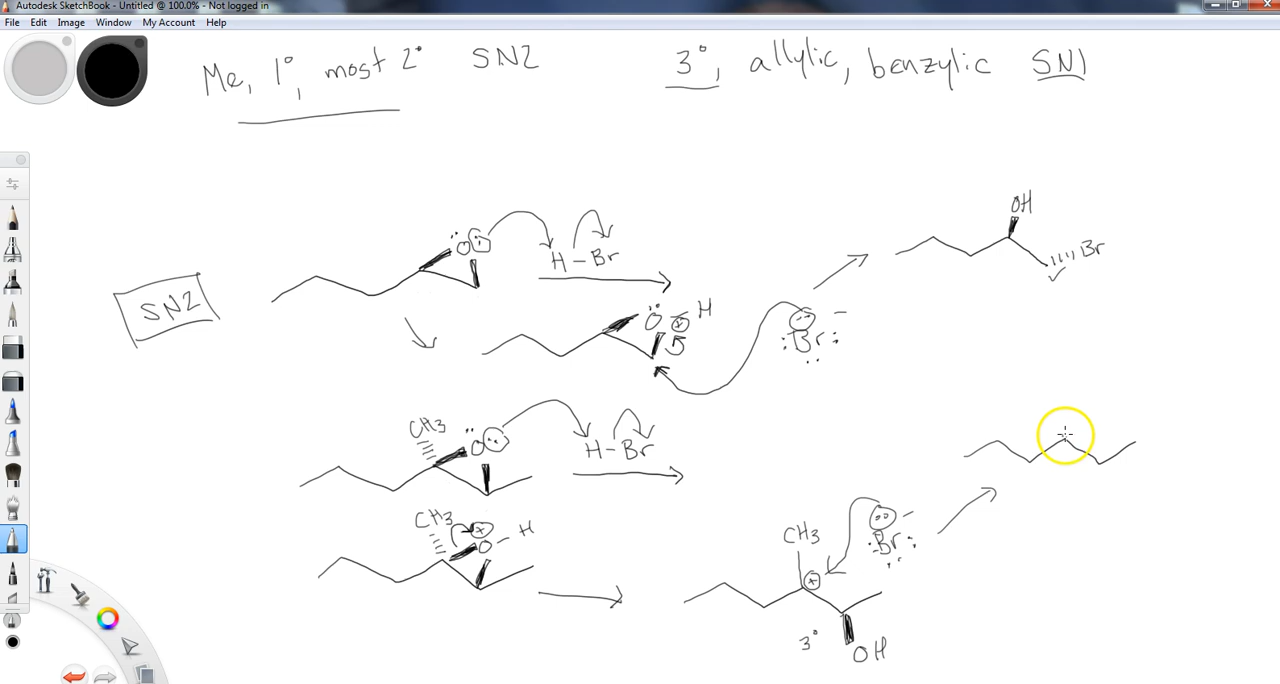 Autodesk SketchBook - Untitled @ 100.0% - Not logged in
File Edit Image Window My Account Help
Me, 1°, most 2° SN2 3°, allylic, benzylic SN1
OH
O H-Br
Br
SN2
O ⊕ H
:Br: −
CH3
O H-Br
CH3 ⊕
O-H
CH3 :Br: −
⊕
3° OH